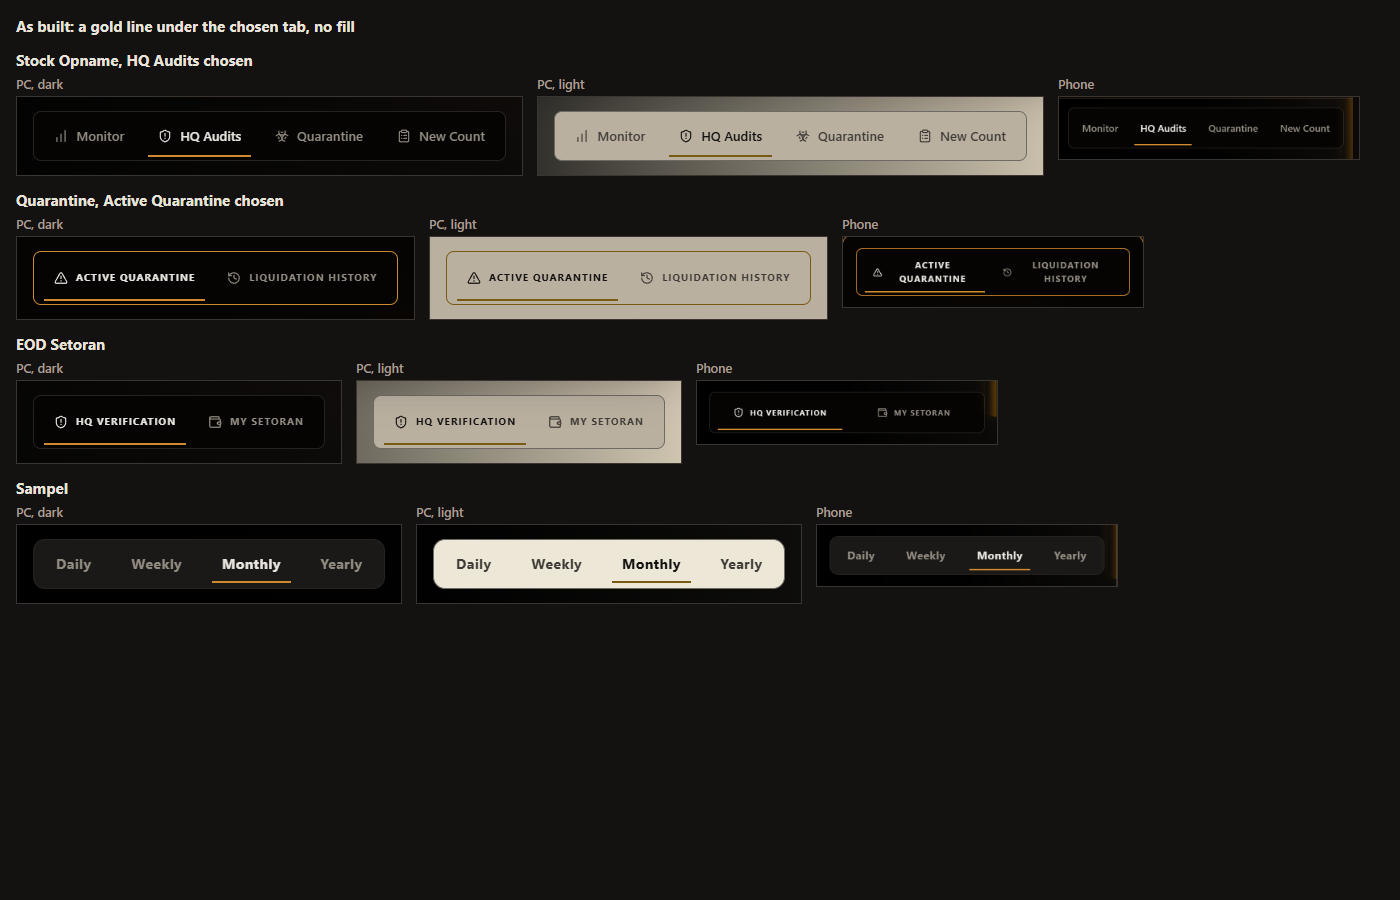 As built: a gold line under the chosen tab, no fill
Stock Opname, HQ Audits chosen
PC, dark
PC, light
Phone
Monitor HQ Audits Quarantine New Count
Monitor HQ Audits Quarantine New Count
Monitor HQ Audits Quarantine New Count
Quarantine, Active Quarantine chosen
PC, dark
PC, light
Phone
ACTIVE QUARANTINE LIQUIDATION HISTORY
ACTIVE QUARANTINE LIQUIDATION HISTORY
ACTIVE QUARANTINE
LIQUIDATION HISTORY
EOD Setoran
PC, dark
PC, light
Phone
HQ VERIFICATION MY SETORAN
HQ VERIFICATION MY SETORAN
HQ VERIFICATION MY SETORAN
Sampel
PC, dark
PC, light
Phone
Daily Weekly Monthly Yearly
Daily Weekly Monthly Yearly
Daily Weekly Monthly Yearly